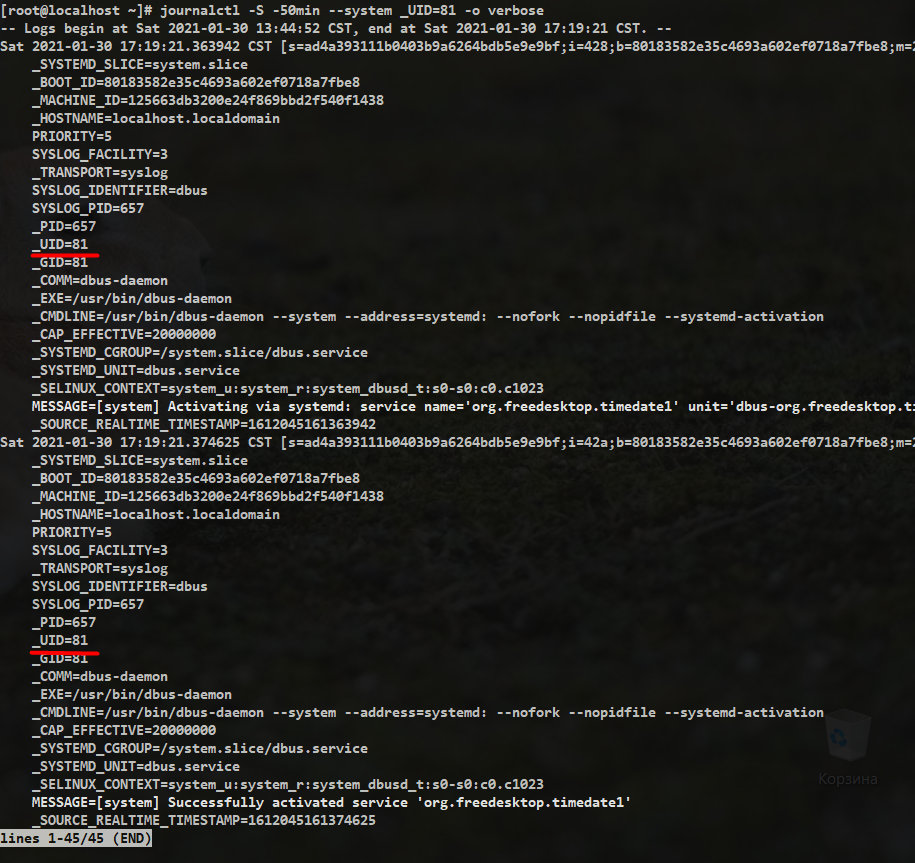 [root@localhost ~]# journalctl -S -50min --system _UID=81 -o verbose
-- Logs begin at Sat 2021-01-30 13:44:52 CST, end at Sat 2021-01-30 17:19:21 CST. --
Sat 2021-01-30 17:19:21.363942 CST [s=ad4a393111b0403b9a6264bdb5e9e9bf;i=428;b=80183582e35c4693a602ef0718a7fbe8;m=2
_SYSTEMD_SLICE=system.slice
_BOOT_ID=80183582e35c4693a602ef0718a7fbe8
_MACHINE_ID=125663db3200e24f869bbd2f540f1438
_HOSTNAME=localhost.localdomain
PRIORITY=5
SYSLOG_FACILITY=3
_TRANSPORT=syslog
SYSLOG_IDENTIFIER=dbus
SYSLOG_PID=657
_PID=657
_UID=81
_GID=81
_COMM=dbus-daemon
_EXE=/usr/bin/dbus-daemon
_CMDLINE=/usr/bin/dbus-daemon --system --address=systemd: --nofork --nopidfile --systemd-activation
_CAP_EFFECTIVE=20000000
_SYSTEMD_CGROUP=/system.slice/dbus.service
_SYSTEMD_UNIT=dbus.service
_SELINUX_CONTEXT=system_u:system_r:system_dbusd_t:s0-s0:c0.c1023
MESSAGE=[system] Activating via systemd: service name='org.freedesktop.timedate1' unit='dbus-org.freedesktop.ti
_SOURCE_REALTIME_TIMESTAMP=1612045161363942
Sat 2021-01-30 17:19:21.374625 CST [s=ad4a393111b0403b9a6264bdb5e9e9bf;i=42a;b=80183582e35c4693a602ef0718a7fbe8;m=2
_SYSTEMD_SLICE=system.slice
_BOOT_ID=80183582e35c4693a602ef0718a7fbe8
_MACHINE_ID=125663db3200e24f869bbd2f540f1438
_HOSTNAME=localhost.localdomain
PRIORITY=5
SYSLOG_FACILITY=3
_TRANSPORT=syslog
SYSLOG_IDENTIFIER=dbus
SYSLOG_PID=657
_PID=657
_UID=81
_GID=81
_COMM=dbus-daemon
_EXE=/usr/bin/dbus-daemon
_CMDLINE=/usr/bin/dbus-daemon --system --address=systemd: --nofork --nopidfile --systemd-activation
_CAP_EFFECTIVE=20000000
_SYSTEMD_CGROUP=/system.slice/dbus.service
_SYSTEMD_UNIT=dbus.service
Корзина
_SELINUX_CONTEXT=system_u:system_r:system_dbusd_t:s0-s0:c0.c1023
MESSAGE=[system] Successfully activated service 'org.freedesktop.timedate1'
_SOURCE_REALTIME_TIMESTAMP=1612045161374625
lines 1-45/45 (END)